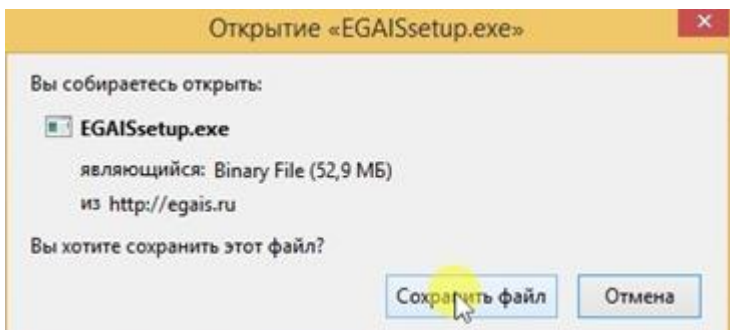 Открытие «EGAISsetup.exe»
Вы собираетесь открыть:
EGAISsetup.exe
являющийся: Binary File (52,9 МБ)
из http://egais.ru
Вы хотите сохранить этот файл?
Сохранить файл Отмена